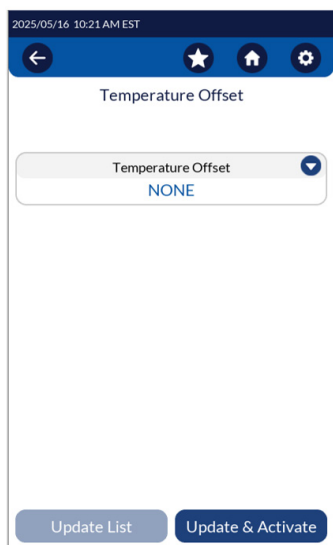 2025/05/16 10:21 AM EST
Temperature Offset
Temperature Offset
NONE
Update List
Update & Activate